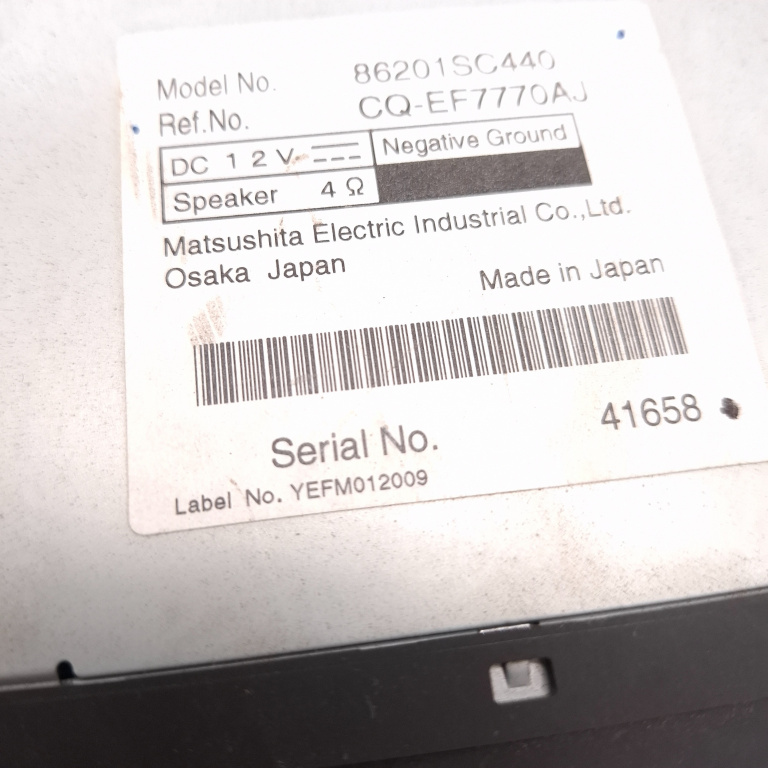 Model No. 86201SC440
Ref.No. CQ-EF7770AJ
DC 12V Negative Ground
Speaker 4Ω
Matsushita Electric Industrial Co.,Ltd.
Osaka Japan Made in Japan
41658
Serial No.
Label No. YEFM012009